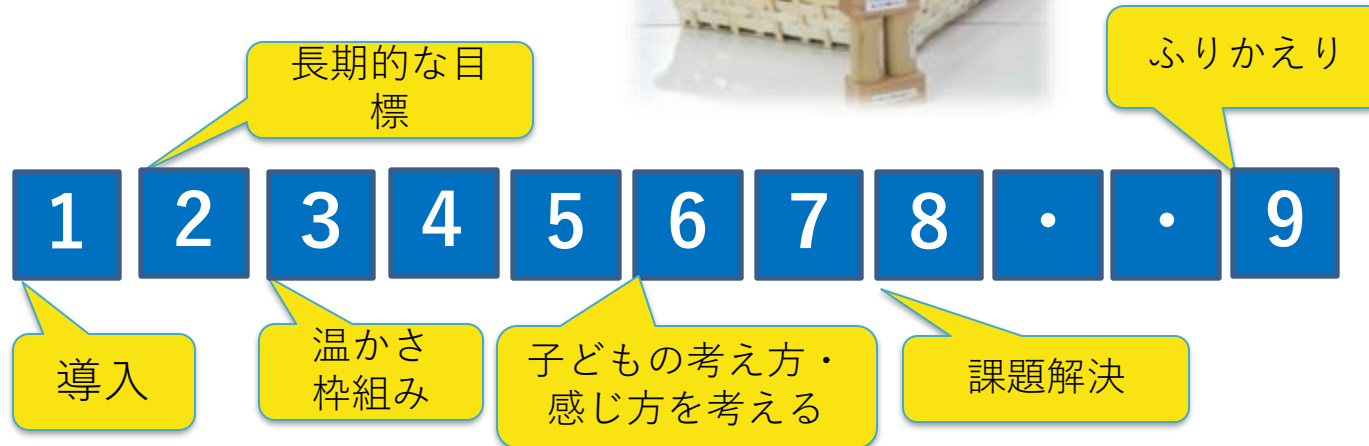 長期的な目
標
ふりかえり
1 2 3 4 5 6 7 8 ・ ・ 9
導入
温かさ
枠組み
子どもの考え方・
感じ方を考える
課題解決